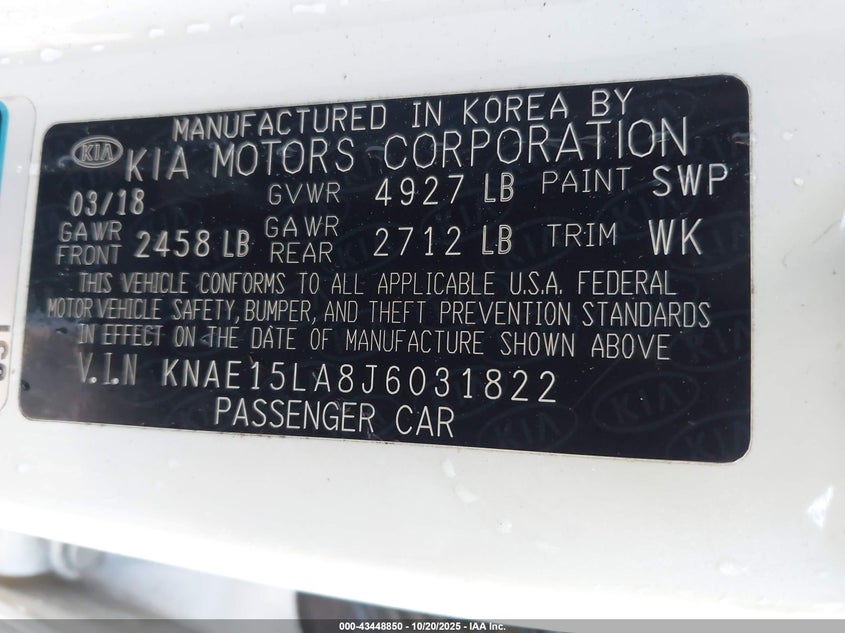 MANUFACTURED IN KOREA BY
KIA KIA MOTORS CORPORATION
03/18 GVWR 4927 LB PAINT SWP
GAWR FRONT 2458 LB GAWR REAR 2712 LB TRIM WK
THIS VEHICLE CONFORMS TO ALL APPLICABLE U.S.A. FEDERAL
MOTOR VEHICLE SAFETY, BUMPER, AND THEFT PREVENTION STANDARDS
IN EFFECT ON THE DATE OF MANUFACTURE SHOWN ABOVE
V.I.N KNAE15LA8J6031822
PASSENGER CAR
000-43448850 - 10/20/2025 - IAA Inc.